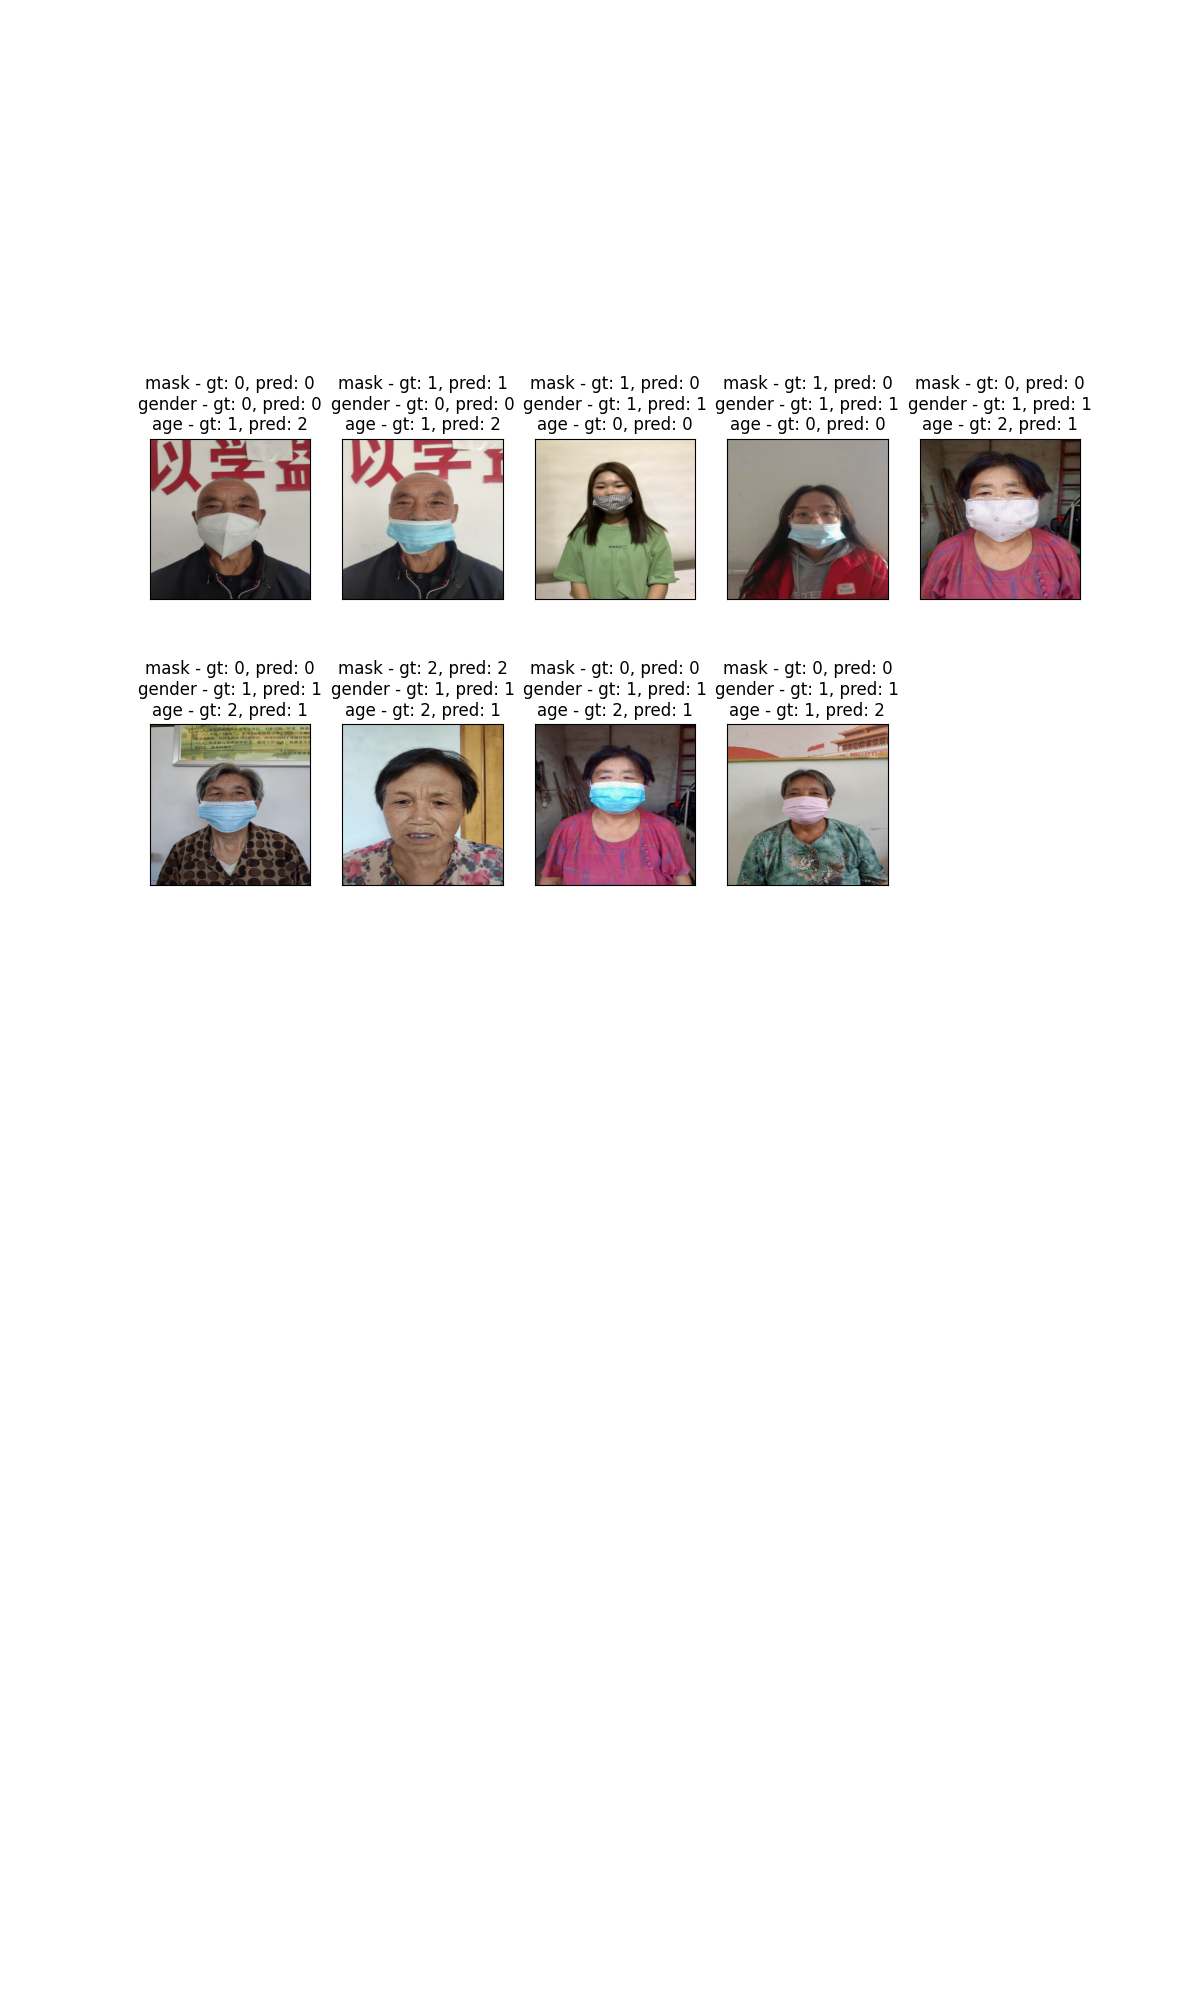 mask - gt: 0, pred: 0
gender - gt: 0, pred: 0
age - gt: 1, pred: 2
mask - gt: 1, pred: 1
gender - gt: 0, pred: 0
age - gt: 1, pred: 2
mask - gt: 1, pred: 0
gender - gt: 1, pred: 1
age - gt: 0, pred: 0
mask - gt: 1, pred: 0
gender - gt: 1, pred: 1
age - gt: 0, pred: 0
mask - gt: 0, pred: 0
gender - gt: 1, pred: 1
age - gt: 2, pred: 1
以学益
以学
mask - gt: 0, pred: 0
gender - gt: 1, pred: 1
age - gt: 2, pred: 1
mask - gt: 2, pred: 2
gender - gt: 1, pred: 1
age - gt: 2, pred: 1
mask - gt: 0, pred: 0
gender - gt: 1, pred: 1
age - gt: 2, pred: 1
mask - gt: 0, pred: 0
gender - gt: 1, pred: 1
age - gt: 1, pred: 2